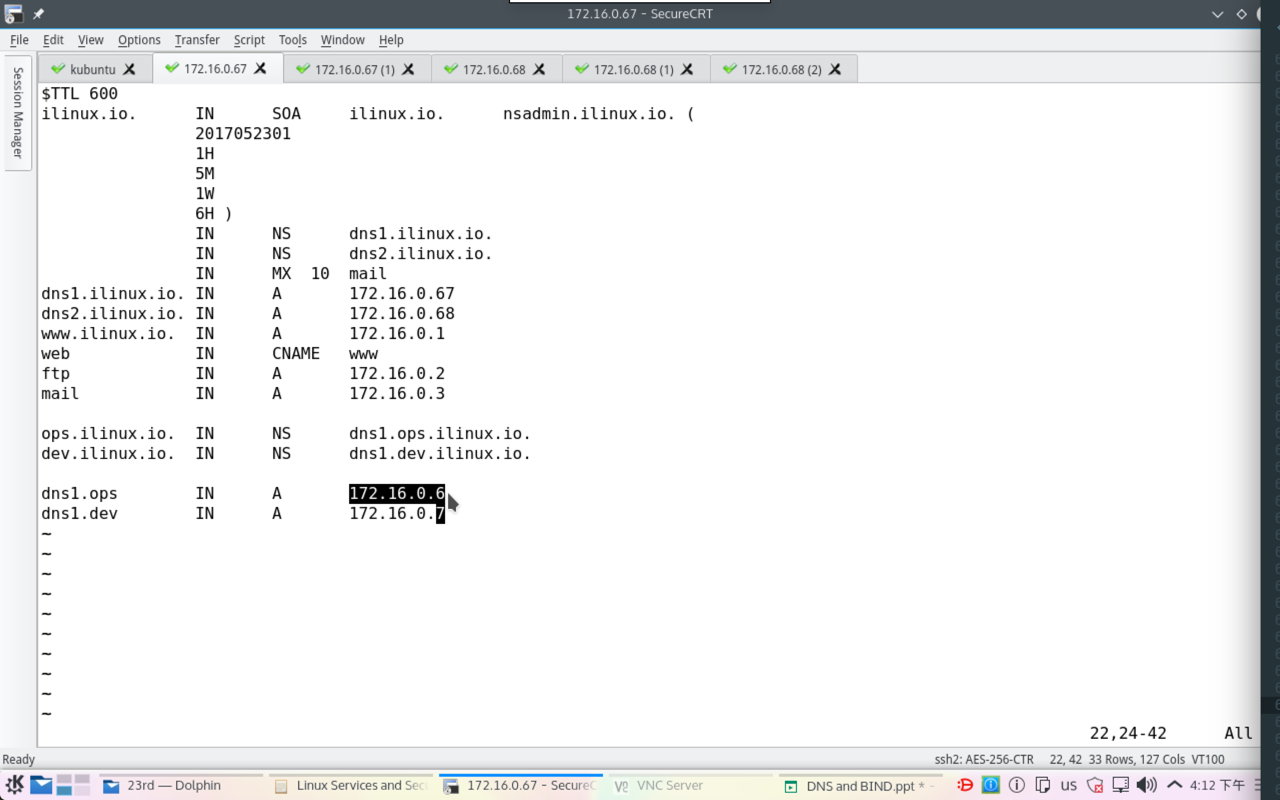 172.16.0.67 - SecureCRT
File Edit View Options Transfer Script Tools Window Help
Session Manager
kubuntu 172.16.0.67 172.16.0.67 (1) 172.16.0.68 172.16.0.68 (1) 172.16.0.68 (2)
$TTL 600
ilinux.io. IN SOA ilinux.io. nsadmin.ilinux.io. (
2017052301
1H
5M
1W
6H )
IN NS dns1.ilinux.io.
IN NS dns2.ilinux.io.
IN MX 10 mail
dns1.ilinux.io. IN A 172.16.0.67
dns2.ilinux.io. IN A 172.16.0.68
www.ilinux.io. IN A 172.16.0.1
web IN CNAME www
ftp IN A 172.16.0.2
mail IN A 172.16.0.3
ops.ilinux.io. IN NS dns1.ops.ilinux.io.
dev.ilinux.io. IN NS dns1.dev.ilinux.io.
dns1.ops IN A 172.16.0.6
dns1.dev IN A 172.16.0.7
~
~
~
~
~
~
~
~
~
~
22,24-42 All
Ready ssh2: AES-256-CTR 22, 42 33 Rows, 127 Cols VT100
23rd — Dolphin Linux Services and Sec 172.16.0.67 - SecureC VNC Server DNS and BIND.ppt * - us 4:12 下午